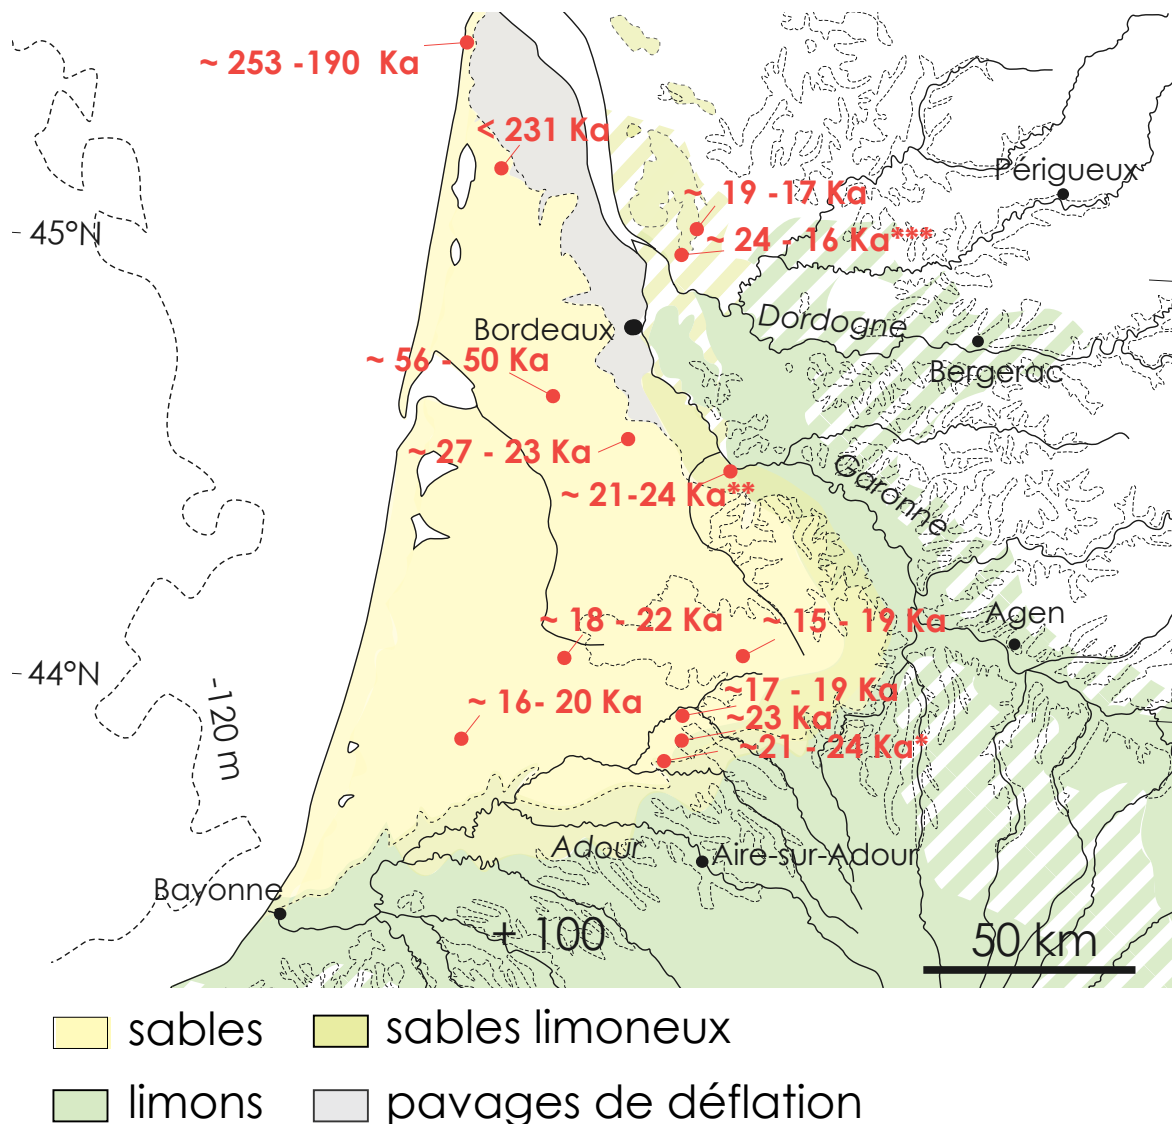 ~ 253 -190  Ka
< 231 Ka
Périgueux
~  19 -17 Ka
45°N
~ 24 - 16 Ka***
Bordeaux
Dordogne
~ 56 - 50 Ka
Bergerac
~ 27 - 23 Ka
Garonne
~ 21-24 Ka**
Agen
~ 18 - 22 Ka
~ 15 - 19 Ka
44°N
-120 m
~17 - 19 Ka
~ 16- 20 Ka
~23 Ka
~21 - 24 Ka*
Adour
Aire-sur-Adour
Bayonne
+ 100
50 km
sables
sables limoneux
limons
pavages de déflation